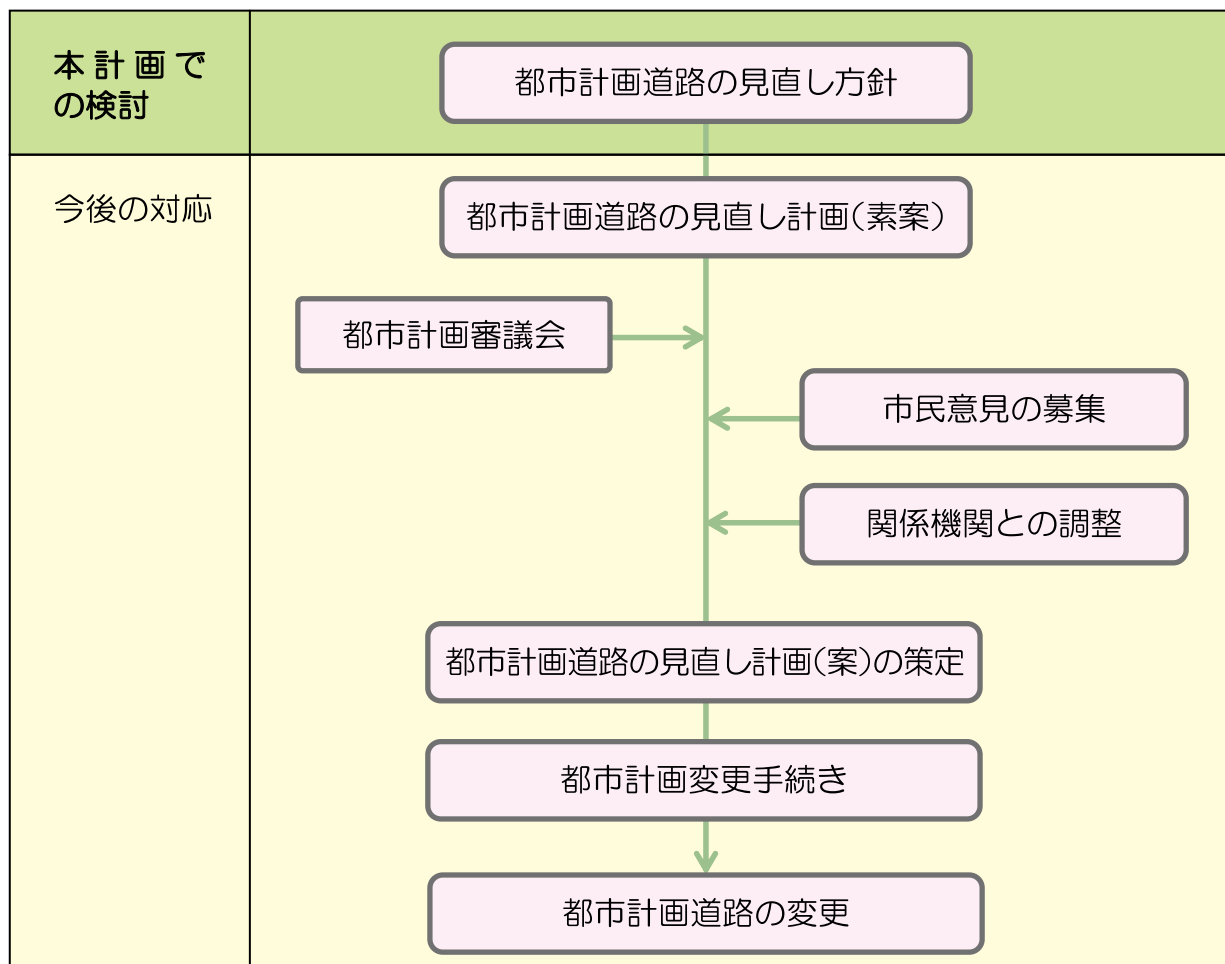 本計画で
の検討
都市計画道路の見直し方針
今後の対応
都市計画道路の見直し計画(素案)
都市計画審議会
市民意見の募集
関係機関との調整
都市計画道路の見直し計画(案)の策定
都市計画変更手続き
都市計画道路の変更